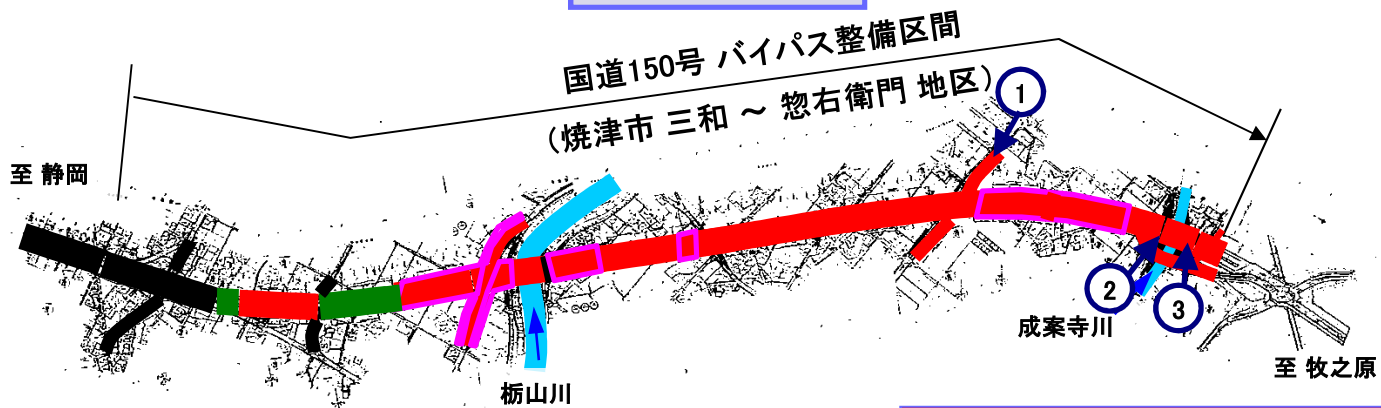 国道150号 バイパス整備区間
(焼津市 三和 ～ 惣右衛門 地区)
1
至 静岡
2
3
成案寺川
至 牧之原
栃山川